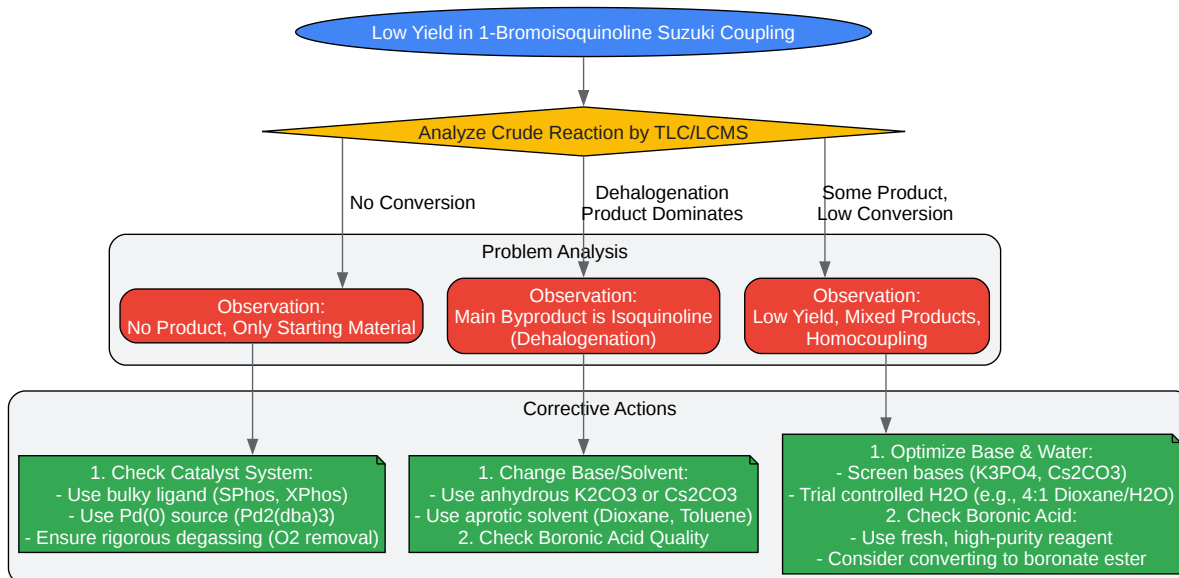 Low Yield in 1-Bromoisoquinoline Suzuki Coupling
Analyze Crude Reaction by TLC/LCMS
No Conversion
Dehalogenation
Product Dominates
Some Product,
Low Conversion
Problem Analysis
Observation:
No Product, Only Starting Material
Observation:
Main Byproduct is Isoquinoline
(Dehalogenation)
Observation:
Low Yield, Mixed Products,
Homocoupling
Corrective Actions
1. Check Catalyst System:
- Use bulky ligand (SPhos, XPhos)
- Use Pd(0) source (Pd2(dba)3)
- Ensure rigorous degassing (O2 removal)
1. Change Base/Solvent:
- Use anhydrous K2CO3 or Cs2CO3
- Use aprotic solvent (Dioxane, Toluene)
2. Check Boronic Acid Quality
1. Optimize Base & Water:
- Screen bases (K3PO4, Cs2CO3)
- Trial controlled H2O (e.g., 4:1 Dioxane/H2O)
2. Check Boronic Acid:
- Use fresh, high-purity reagent
- Consider converting to boronate ester